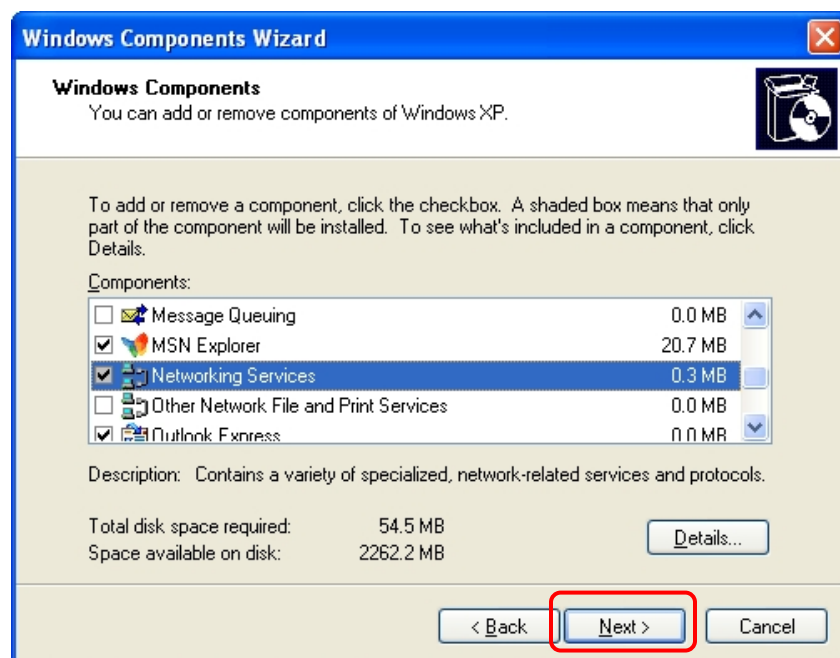 Windows Components Wizard
Windows Components
You can add or remove components of Windows XP.
To add or remove a component, click the checkbox. A shaded box means that only
part of the component will be installed. To see what's included in a component, click
Details.
Components:
Message Queuing 0.0 MB
MSN Explorer 20.7 MB
Networking Services 0.3 MB
Other Network File and Print Services 0.0 MB
Outlook Express 0.0 MB
Description: Contains a variety of specialized, network-related services and protocols.
Total disk space required: 54.5 MB
Space available on disk: 2262.2 MB
Details...
< Back Next > Cancel